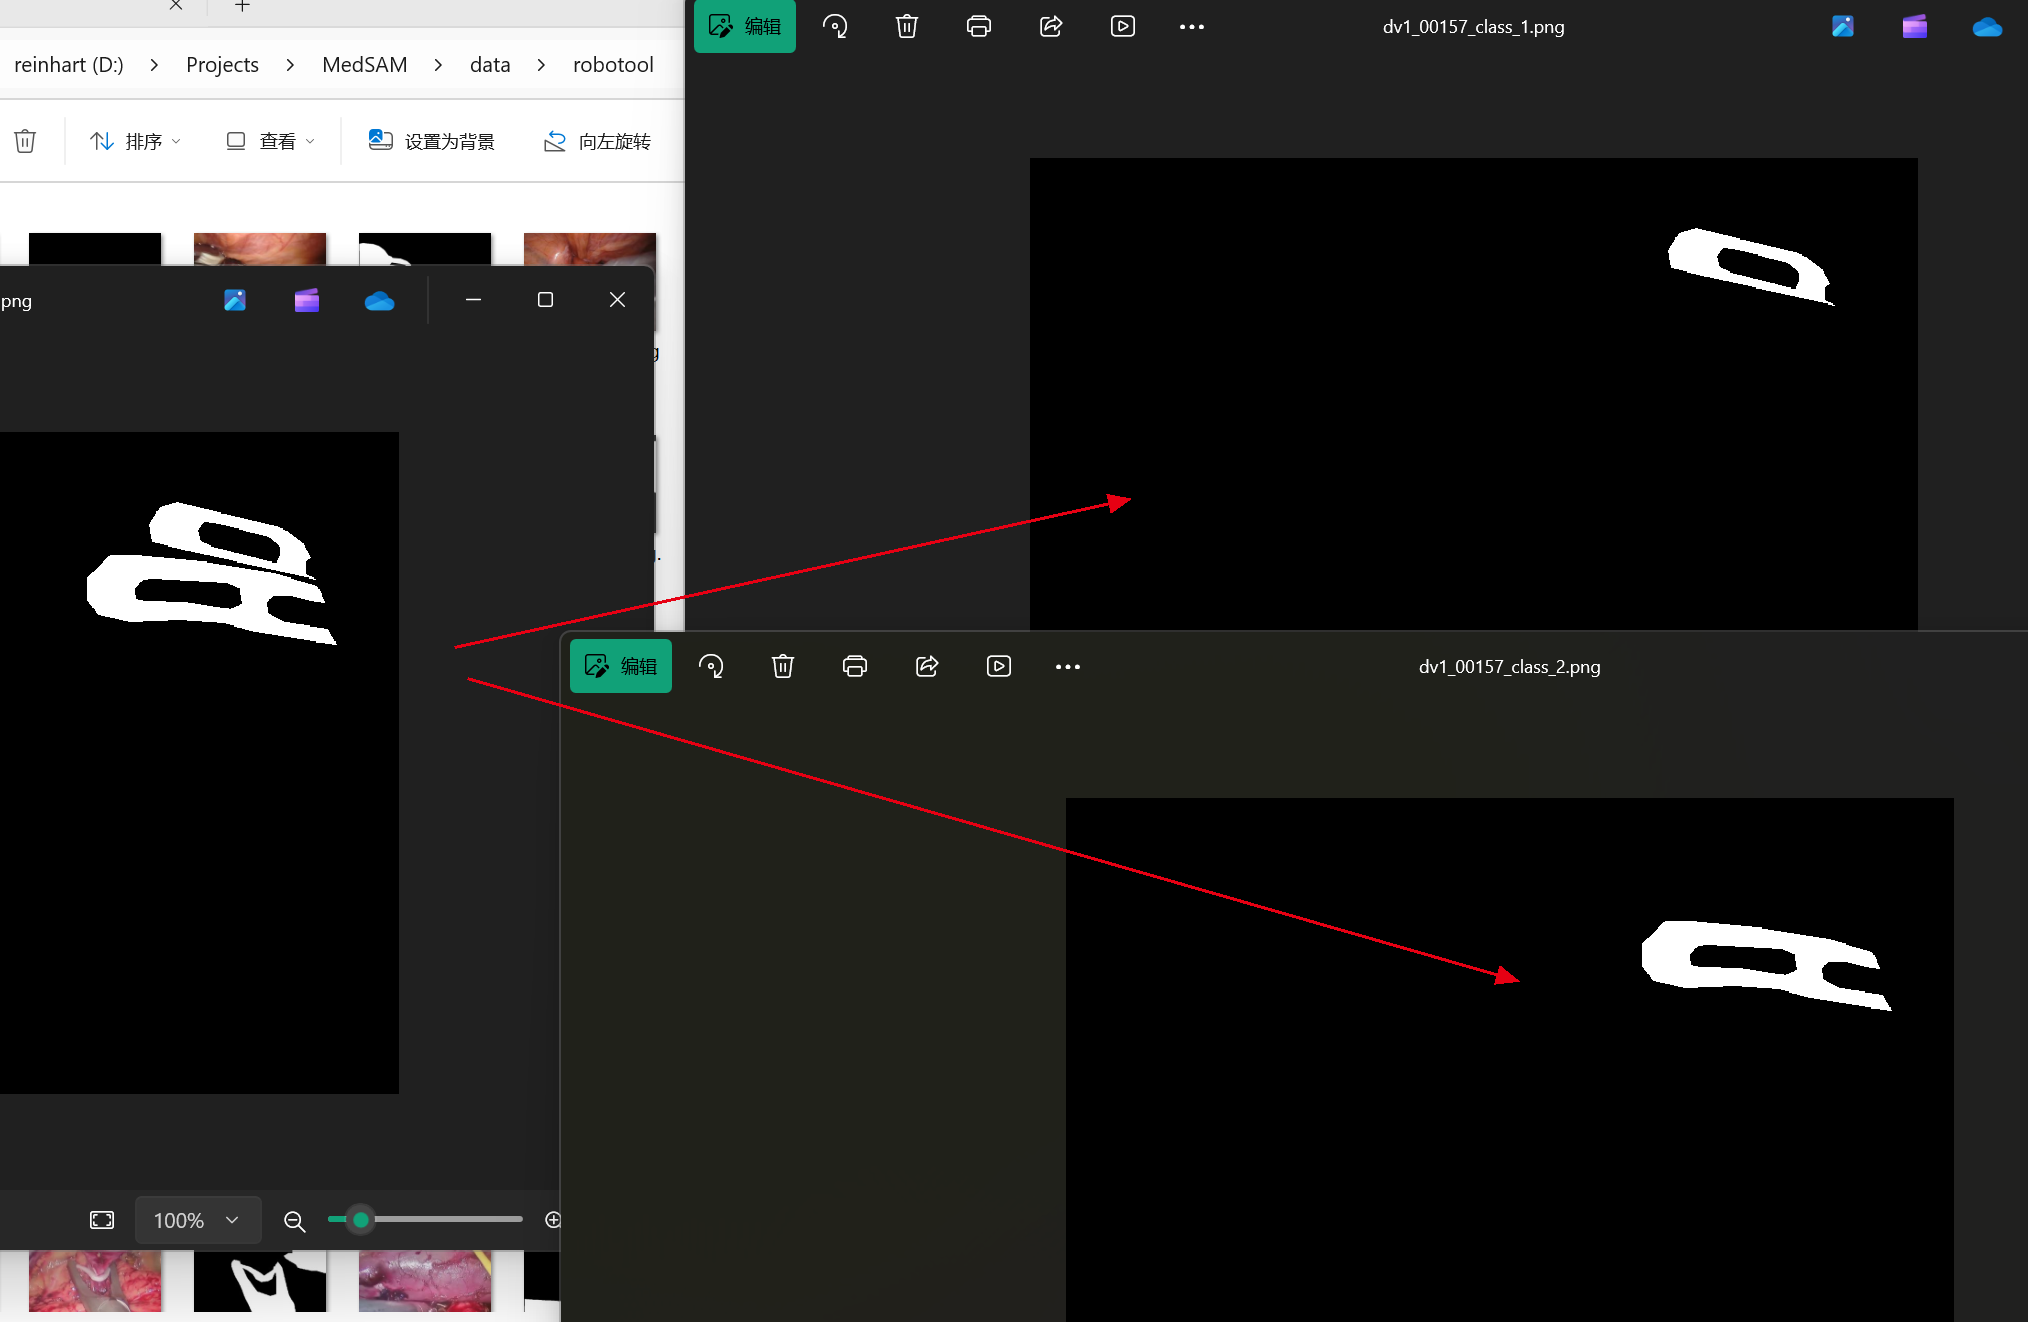 reinhart (D:) > Projects > MedSAM > data > robotool
排序 查看 设置为背景 向左旋转
编辑 dv1_00157_class_1.png
png
编辑 dv1_00157_class_2.png
100%